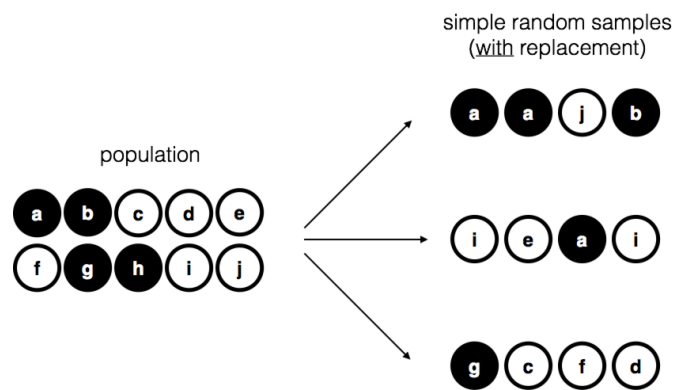 simple random samples
(with replacement)
a a j b
population
a b c d e
i e a i
f g h i j
g c f d